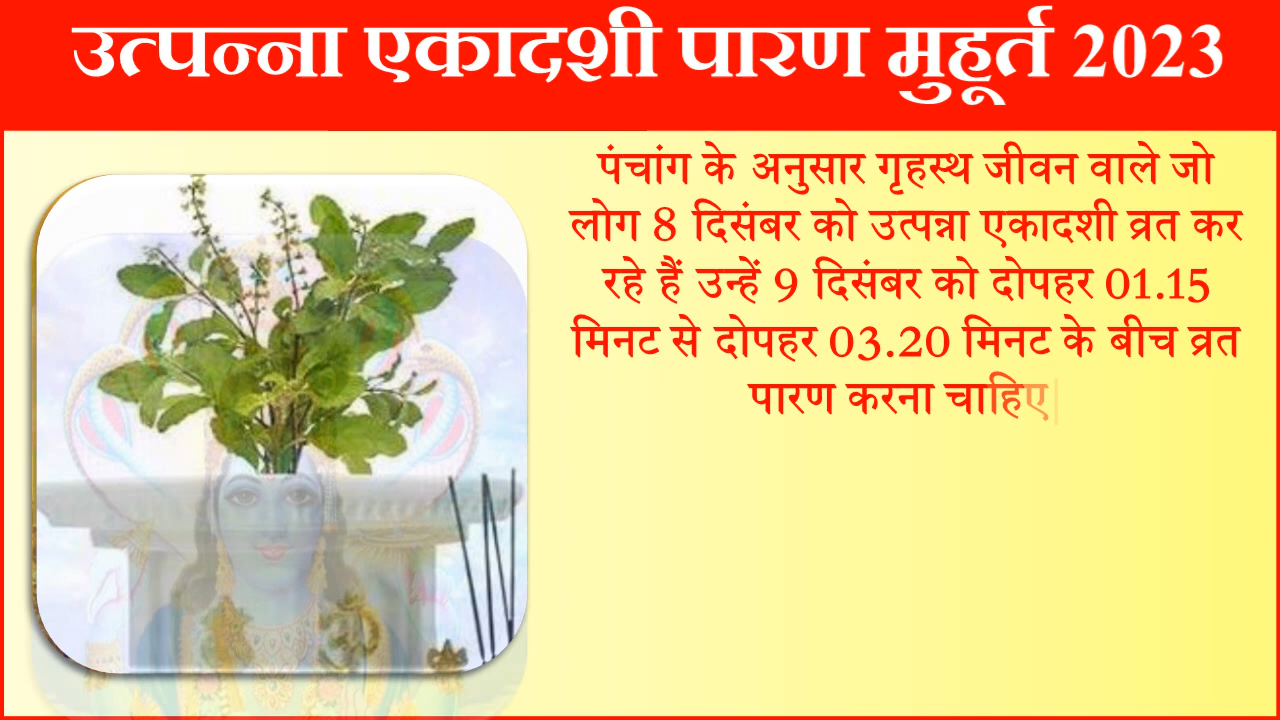 उत्पन्ना एकादशी पारण मुहूर्त 2023
पंचांग के अनुसार गृहस्थ जीवन वाले जो
लोग 8 दिसंबर को उत्पन्ना एकादशी व्रत कर
रहे हैं उन्हें 9 दिसंबर को दोपहर 01.15
मिनट से दोपहर 03.20 मिनट के बीच व्रत
पारण करना चाहिए